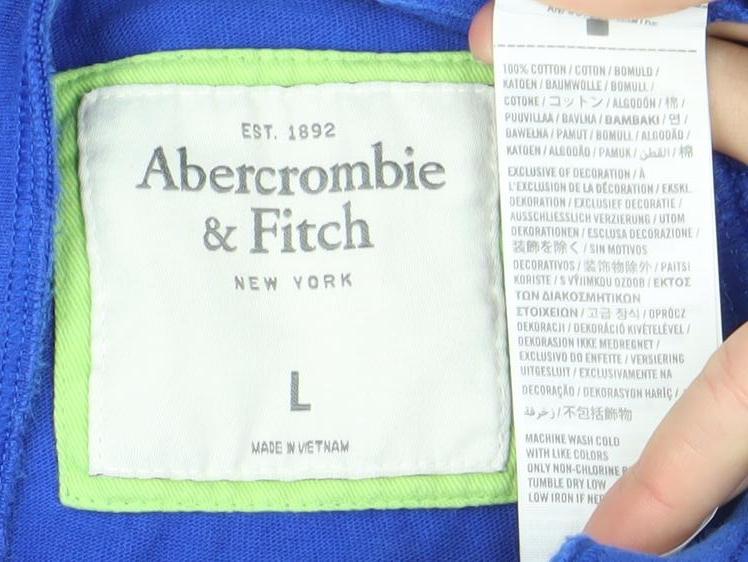 EST. 1892
Abercrombie
& Fitch
NEW YORK
L
MADE IN VIETNAM
100% COTTON / COTON / BOMULD /
KATOEN / BAUMWOLLE / BOMULL /
COTONE / コットン / ALGODÓN / 棉 /
PUUVILLAA / BAVLNA / ΒΑΜΒΑΚΙ / 면 /
BAWEŁNA / PAMUT / BOMULL / ALGODÃO /
KATOEN / ALGODÃO / PAMUK / القطن / 棉
EXCLUSIVE OF DECORATION / À
L'EXCLUSION DE LA DÉCORATION / EKSKL.
DEKORATION / EXCLUSIEF DECORATIE /
AUSSCHLIESSLICH VERZIERUNG / UTOM
DEKORATIONEN / ESCLUSA DECORAZIONE /
装飾を除く / SIN MOTIVOS
DECORATIVOS / 装饰物除外 / PAITSI
KORISTE / S VÝJIMKOU OZDOB / ΕΚΤΟΣ
ΤΩΝ ΔΙΑΚΟΣΜΗΤΙΚΩΝ
ΣΤΟΙΧΕΙΩΝ / 고급 장식 / OPRÓCZ
DEKORACJI / DEKORÁCIÓ KIVÉTELÉVEL /
DEKORASJON IKKE MEDREGNET /
EXCLUSIVO DO ENFEITE / VERSIERING
UITGESLUIT / EXCLUSIVAMENTE NA
DECORAÇÃO / DEKORASYON HARİÇ /
زخرفة / 不包括飾物
MACHINE WASH COLD
WITH LIKE COLORS
ONLY NON-CHLORINE
TUMBLE DRY LOW
LOW IRON IF